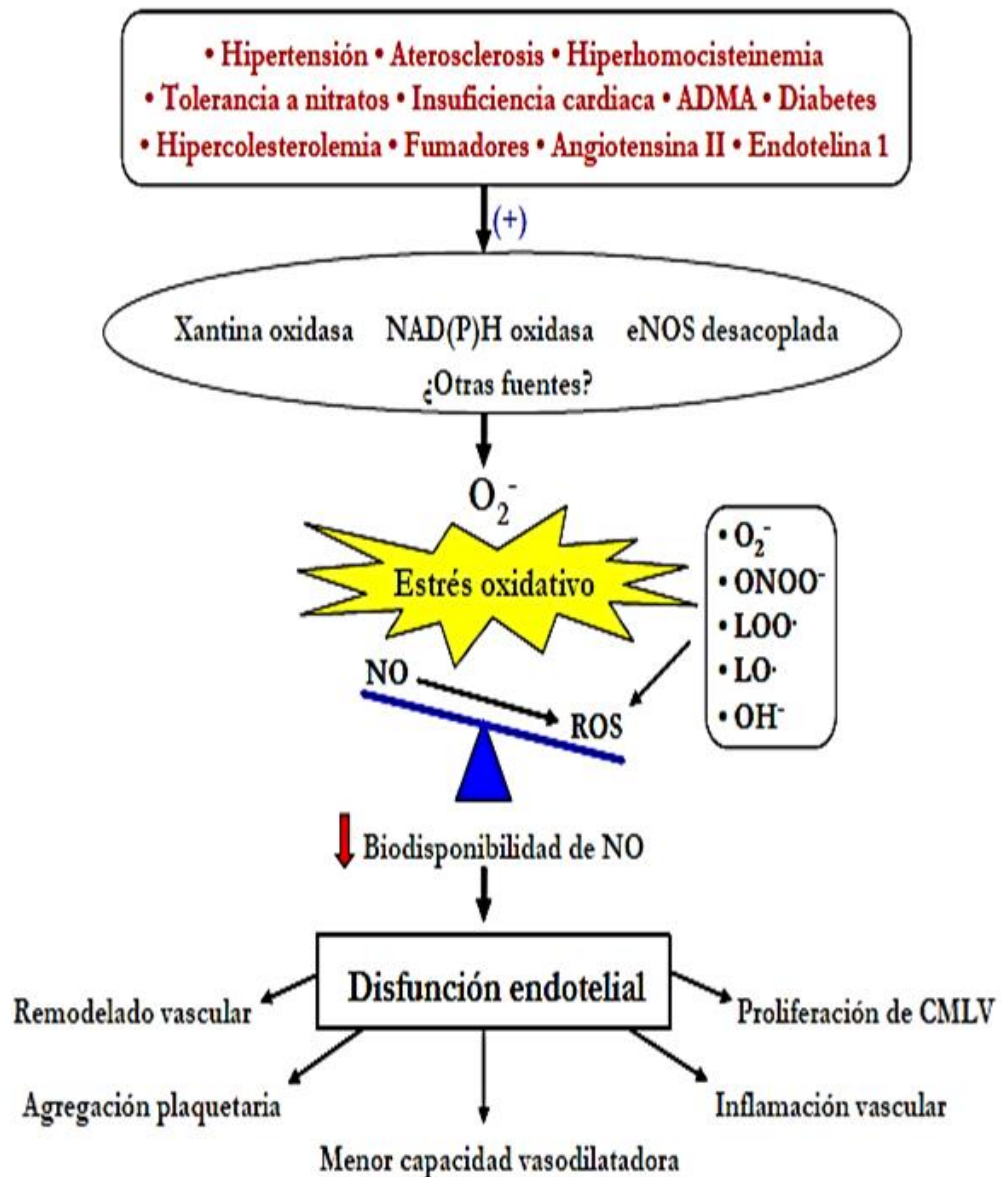 • Hipertensión • Aterosclerosis • Hiperhomocisteinemia
• Tolerancia a nitratos • Insuficiencia cardiaca • ADMA • Diabetes
• Hipercolesterolemia • Fumadores • Angiotensina II • Endotelina 1
(+)
Xantina oxidasa NAD(P)H oxidasa eNOS desacoplada
¿Otras fuentes?
O₂⁻
Estrés oxidativo
• O₂⁻
• ONOO⁻
• LOO·
• LO·
• OH⁻
NO
ROS
Biodisponibilidad de NO
Disfunción endotelial
Remodelado vascular
Proliferación de CMLV
Agregación plaquetaria
Inflamación vascular
Menor capacidad vasodilatadora